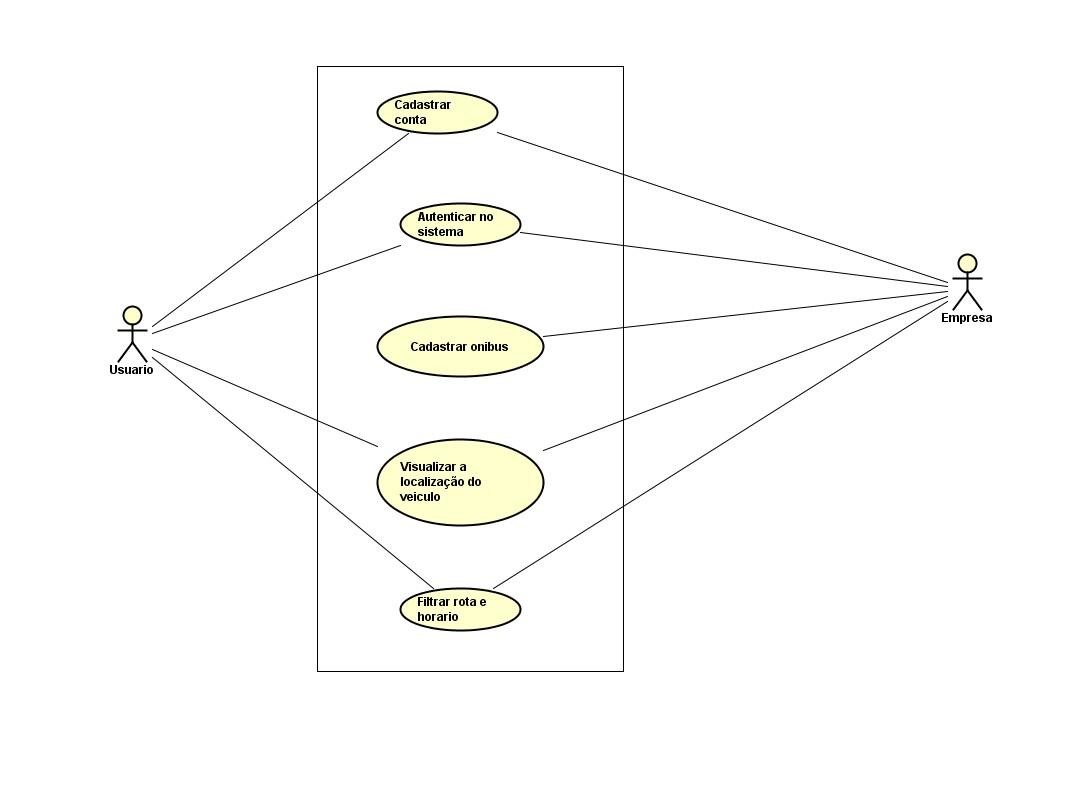 Cadastrar
conta
Autenticar no
sistema
Empresa
Cadastrar onibus
Usuario
Visualizar a
localização do
veiculo
Filtrar rota e
horario